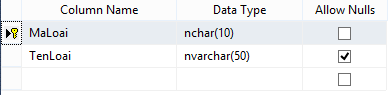 Column Name Data Type Allow Nulls
MaLoai nchar(10)
TenLoai nvarchar(50)